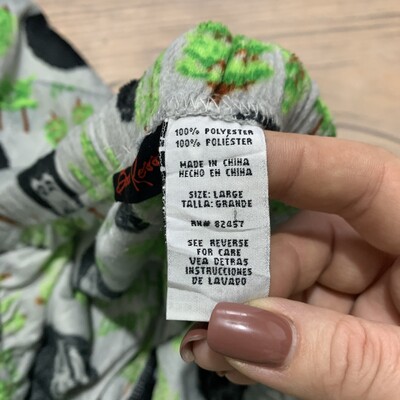 100% POLYESTER
100% POLIÉSTER
MADE IN CHINA
HECHO EN CHINA
SIZE: LARGE
TALLA: GRANDE
RN# 82457
SEE REVERSE
FOR CARE
VEA DETRAS
INSTRUCCIONES
DE LAVADO